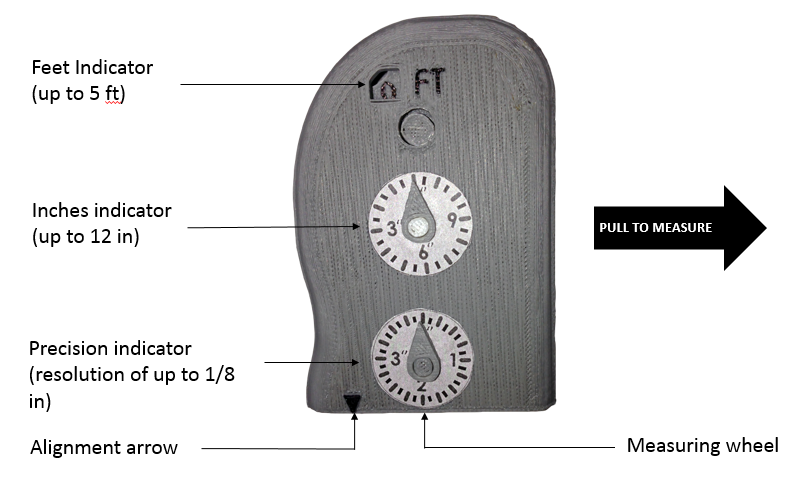 Feet Indicator
(up to 5 ft)
FT
Inches indicator
(up to 12 in)
3"
9
6"
PULL TO MEASURE
Precision indicator
(resolution of up to 1/8
in)
3"
1
2
Alignment arrow
Measuring wheel